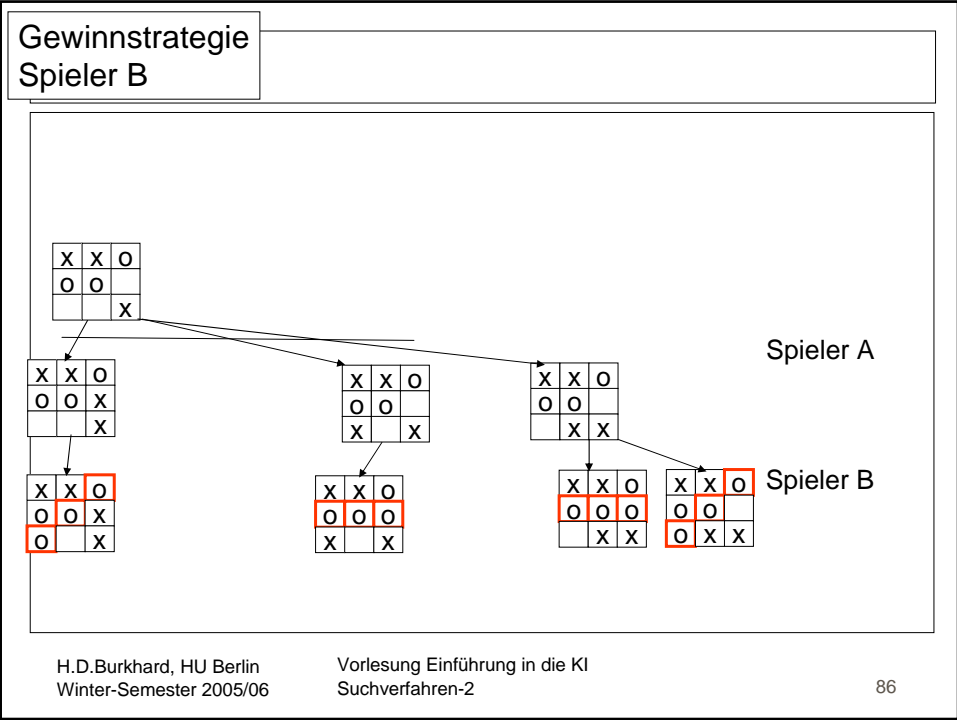 Gewinnstrategie
Spieler B
x x o
o o
x
Spieler A
x x o
o o x
x
x x o
o o
x x
x x o
o o
x x
Spieler B
x x o
o o x
o x
x x o
o o o
x x
x x o
o o o
x x
x x o
o o
o x x
H.D.Burkhard, HU Berlin
Winter-Semester 2005/06
Vorlesung Einführung in die KI
Suchverfahren-2
86